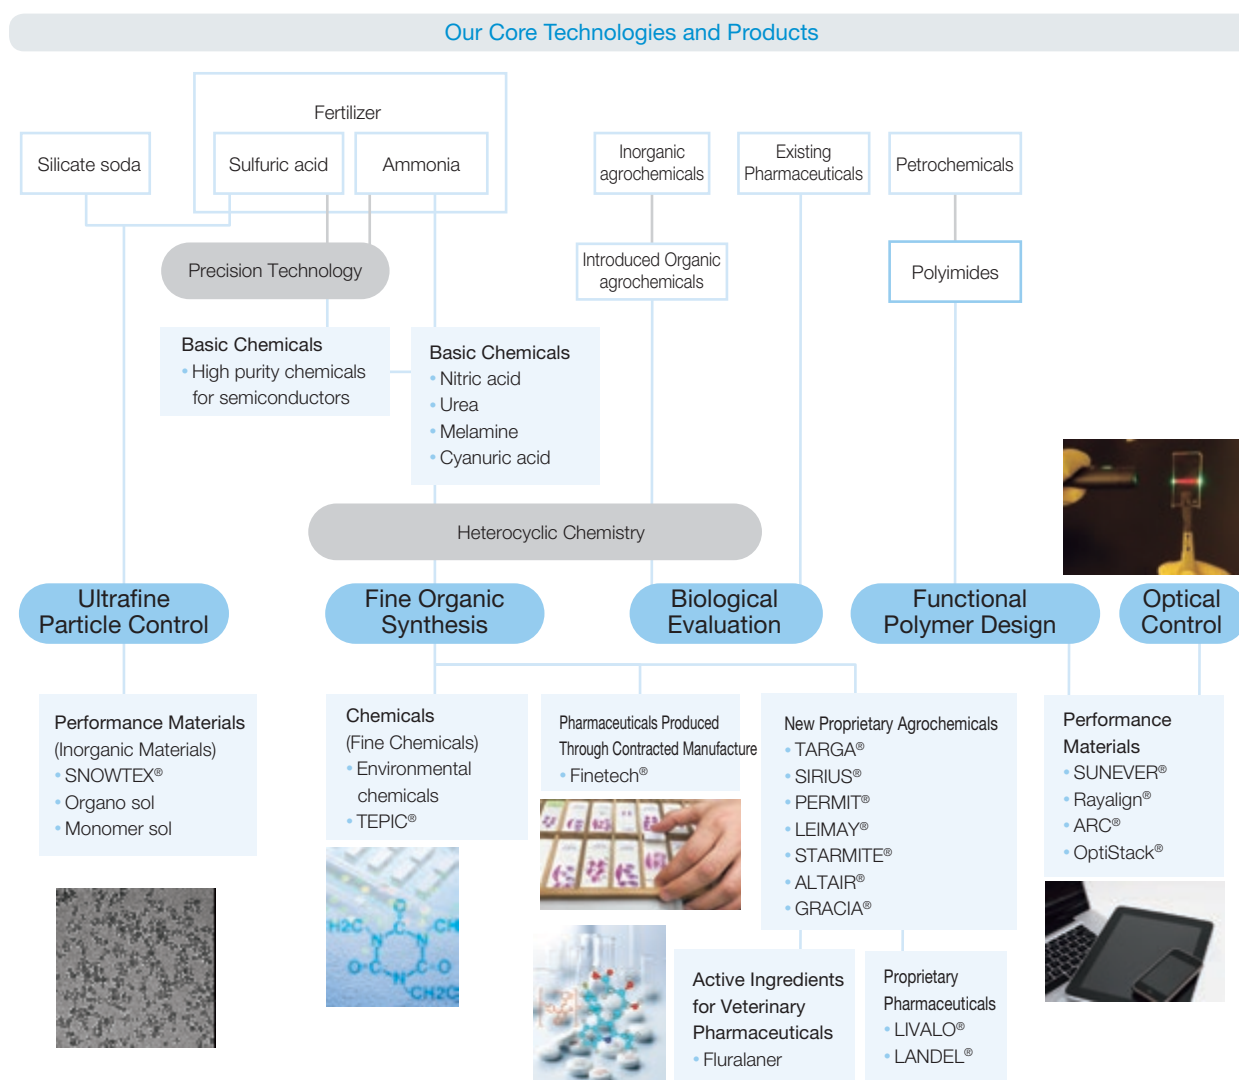 Our Core Technologies and Products
Fertilizer
Silicate soda
Sulfuric acid
Ammonia
Inorganic
agrochemicals
Existing
Pharmaceuticals
Petrochemicals
Precision Technology
Introduced Organic
agrochemicals
Polyimides
Basic Chemicals
• High purity chemicals
for semiconductors
Basic Chemicals
• Nitric acid
• Urea
• Melamine
• Cyanuric acid
Heterocyclic Chemistry
Ultrafine
Particle Control
Fine Organic
Synthesis
Biological
Evaluation
Functional
Polymer Design
Optical
Control
Performance Materials
(Inorganic Materials)
• SNOWTEX®
• Organo sol
• Monomer sol
Chemicals
(Fine Chemicals)
• Environmental
chemicals
• TEPIC®
Pharmaceuticals Produced
Through Contracted Manufacture
• Finetech®
New Proprietary Agrochemicals
• TARGA®
• SIRIUS®
• PERMIT®
• LEIMAY®
• STARMITE®
• ALTAIR®
• GRACIA®
Performance
Materials
• SUNEVER®
• Rayalign®
• ARC®
• OptiStack®
H2C
O
C
CH
N
N
O
C
C
O
N
CH2C
Active Ingredients
for Veterinary
Pharmaceuticals
• Fluralaner
Proprietary
Pharmaceuticals
• LIVALO®
• LANDEL®